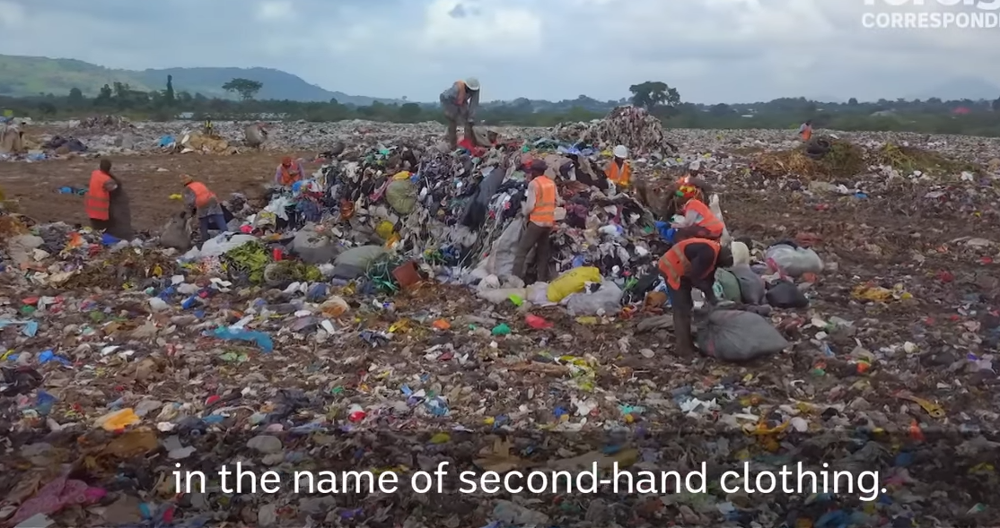 CORRESPOND
in the name of second-hand clothing.